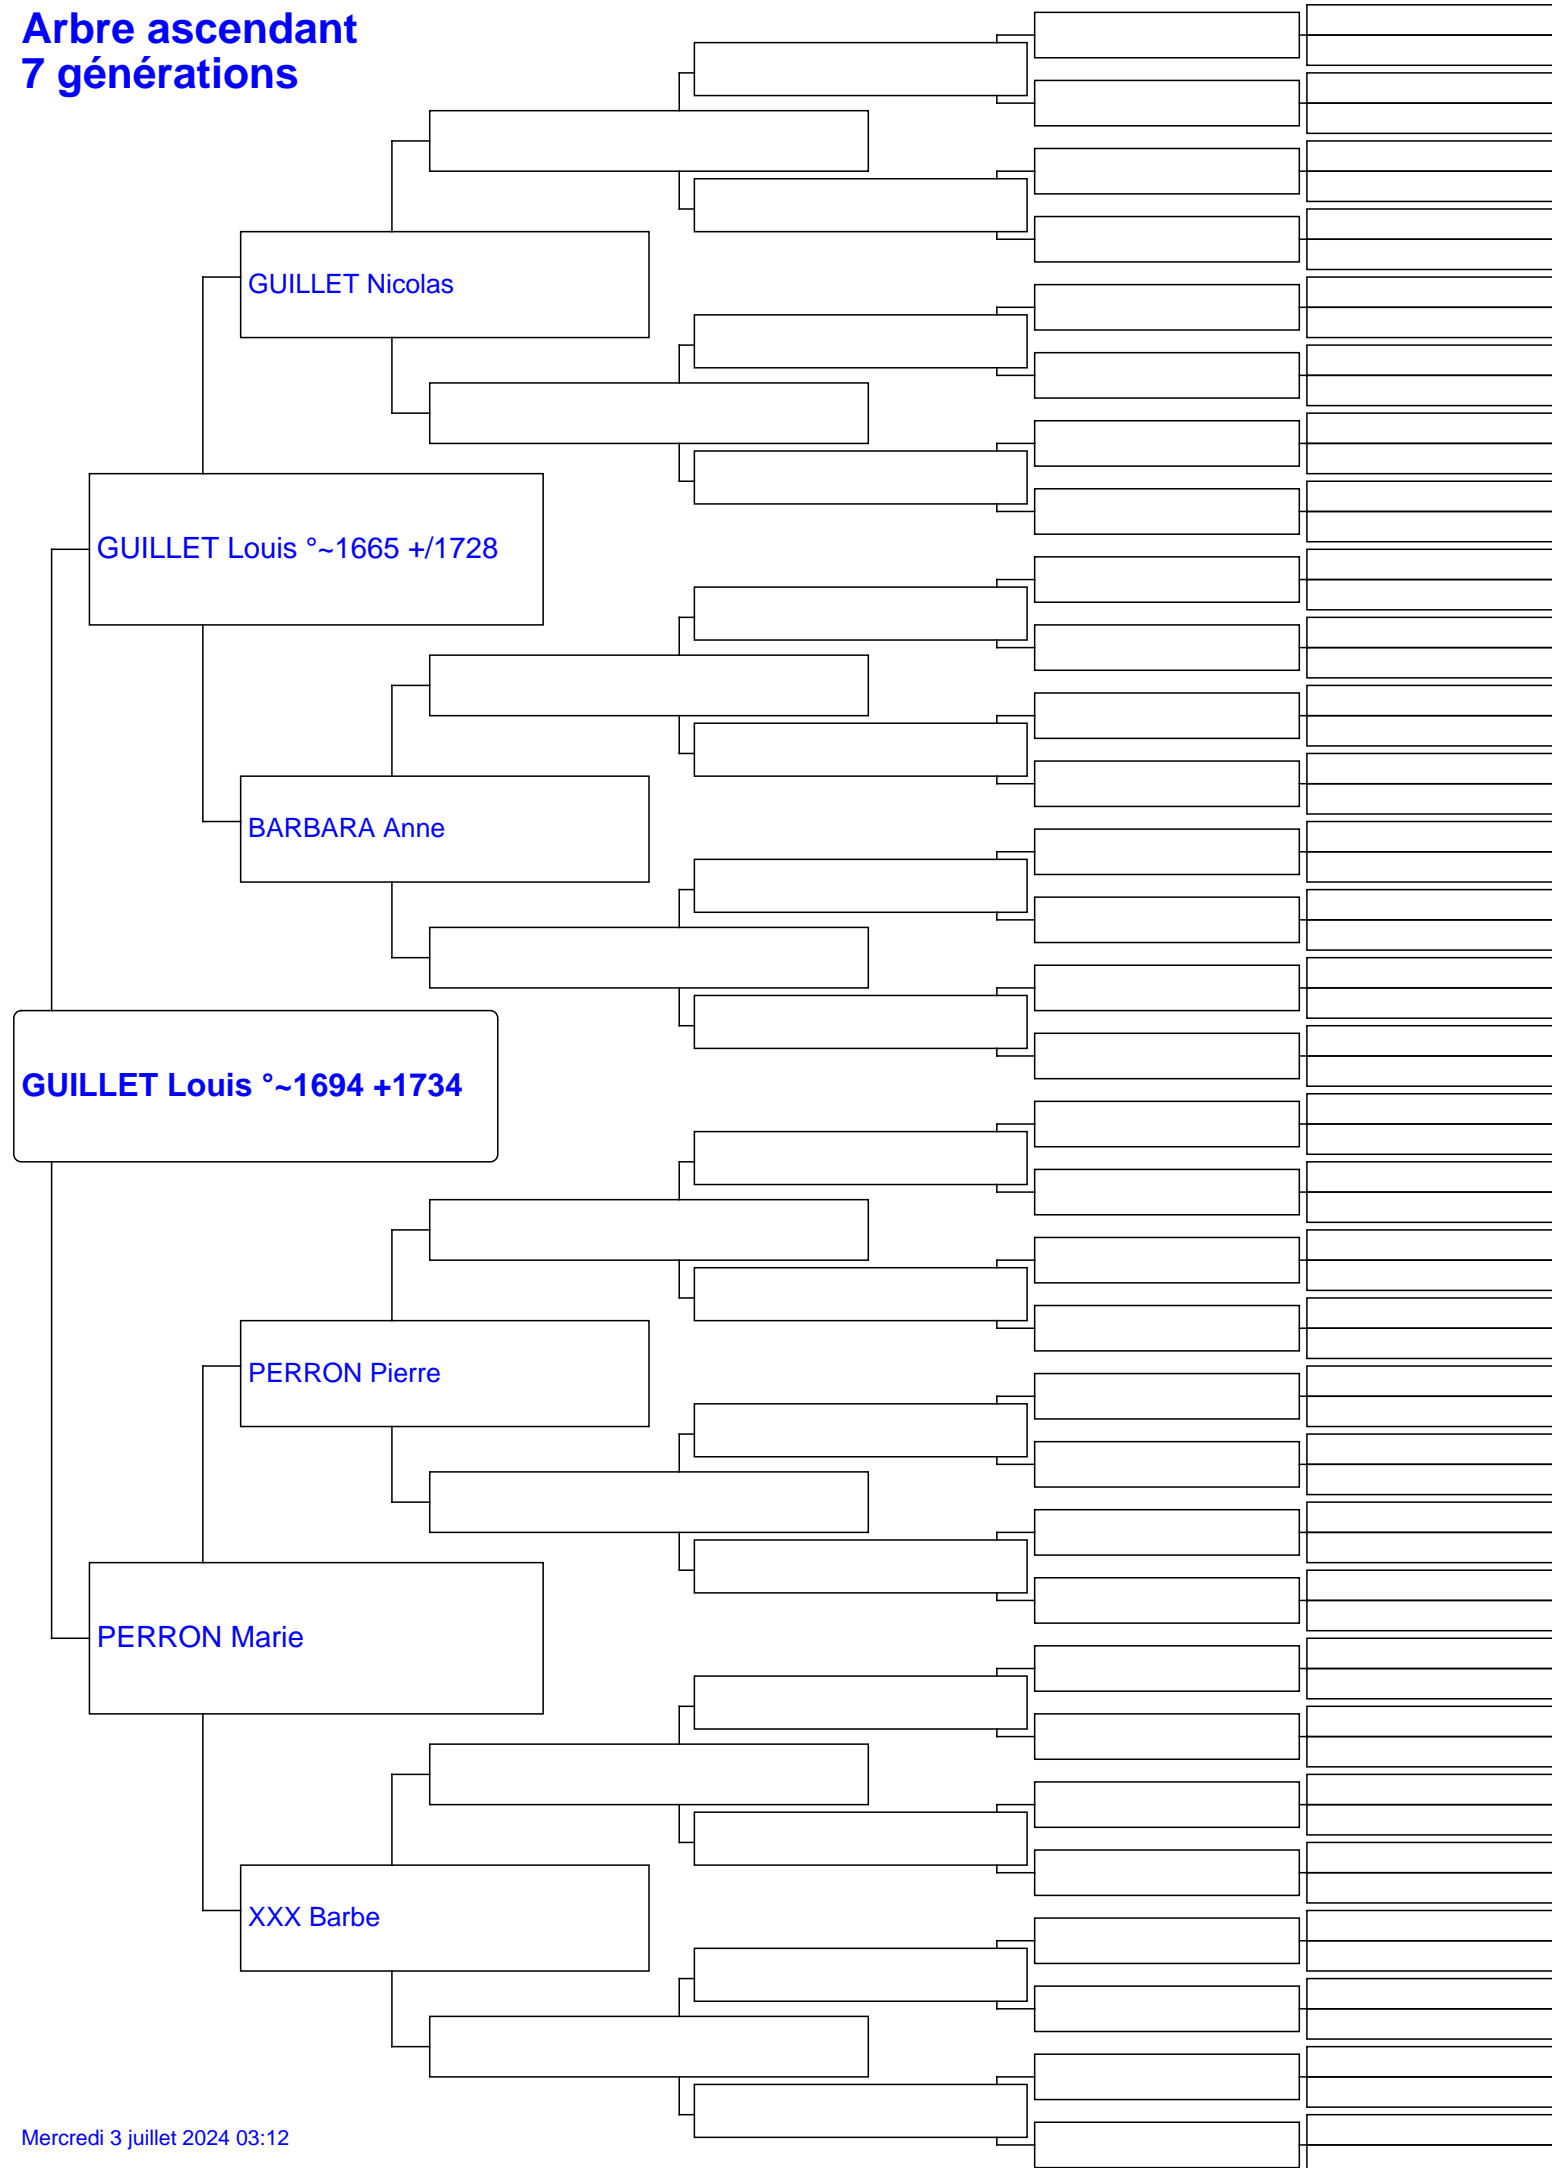 Arbre ascendant
7 générations
GUILLET Nicolas
GUILLET Louis °~1665 +/1728
BARBARA Anne
GUILLET Louis °~1694 +1734
PERRON Pierre
PERRON Marie
XXX Barbe
Mercredi 3 juillet 2024 03:12